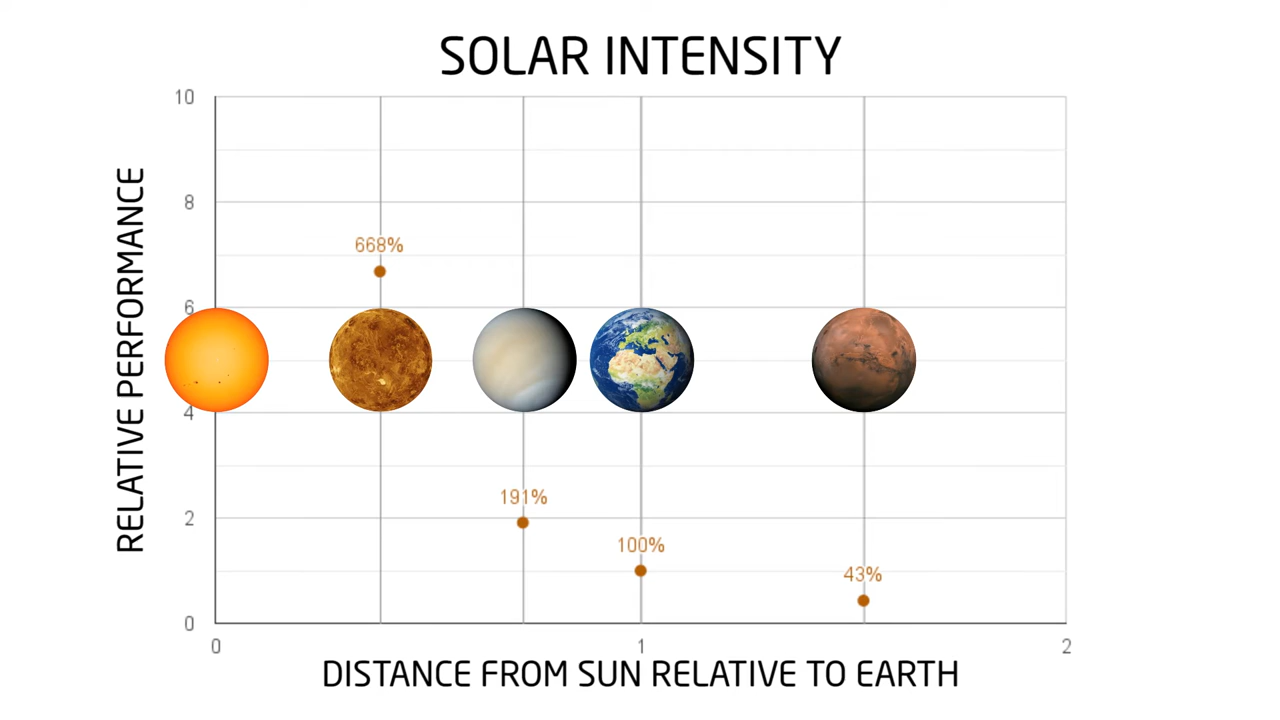 SOLAR INTENSITY
RELATIVE PERFORMANCE
10
8
6
4
2
0
668%
191%
100%
43%
0 1 2
DISTANCE FROM SUN RELATIVE TO EARTH